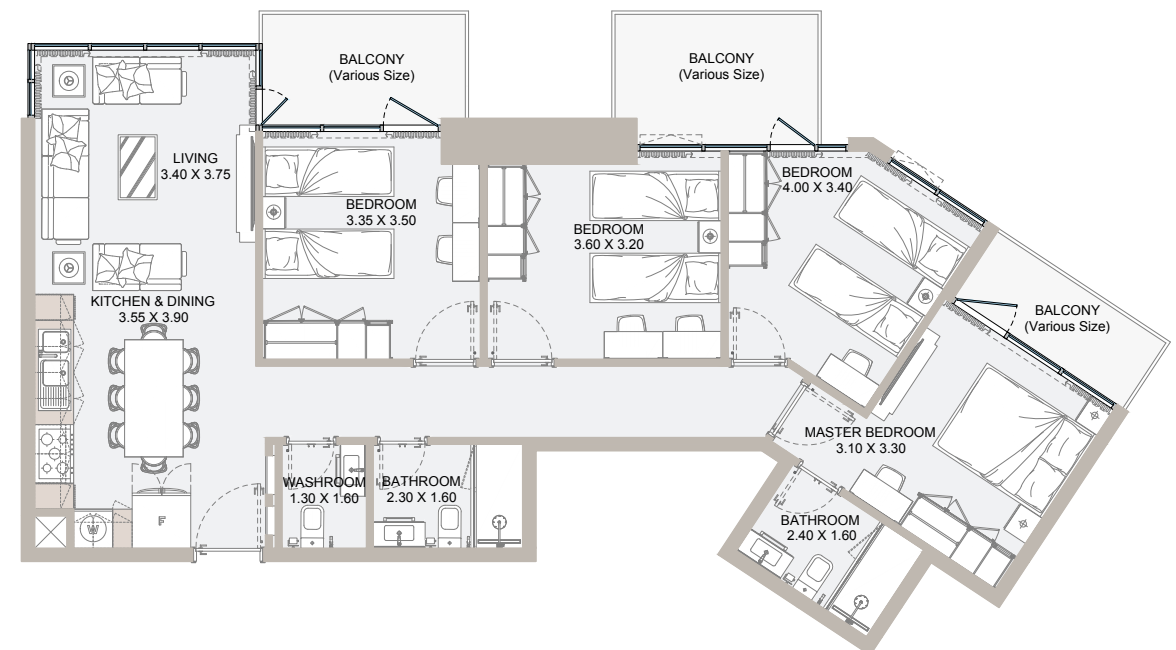 BALCONY
(Various Size)
BALCONY
(Various Size)
LIVING
3.40 X 3.75
BEDROOM
3.35 X 3.50
BEDROOM
3.60 X 3.20
BEDROOM
4.00 X 3.40
KITCHEN & DINING
3.55 X 3.90
BALCONY
(Various Size)
MASTER BEDROOM
3.10 X 3.30
WASHROOM
1.30 X 1.60
BATHROOM
2.30 X 1.60
BATHROOM
2.40 X 1.60
W
F